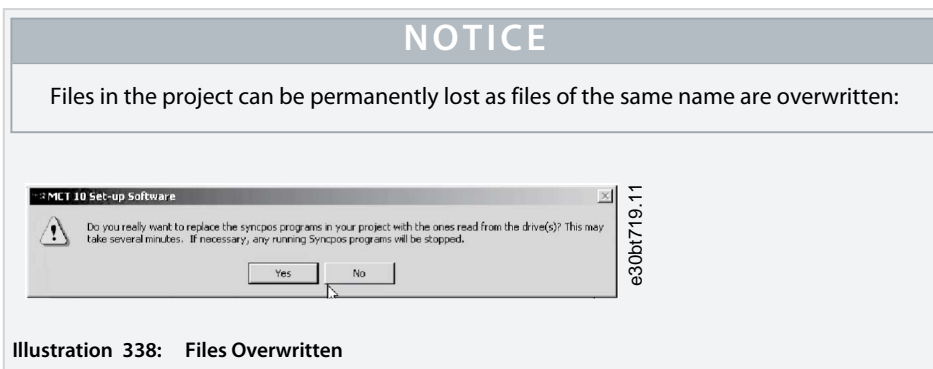 NOTICE
Files in the project can be permanently lost as files of the same name are overwritten:
MCT 10 Set-up Software
Do you really want to replace the syncpos programs in your project with the ones read from the drive(s)? This may
take several minutes. If necessary, any running Syncpos programs will be stopped.
Yes No
e30bt719.11
Illustration 338: Files Overwritten